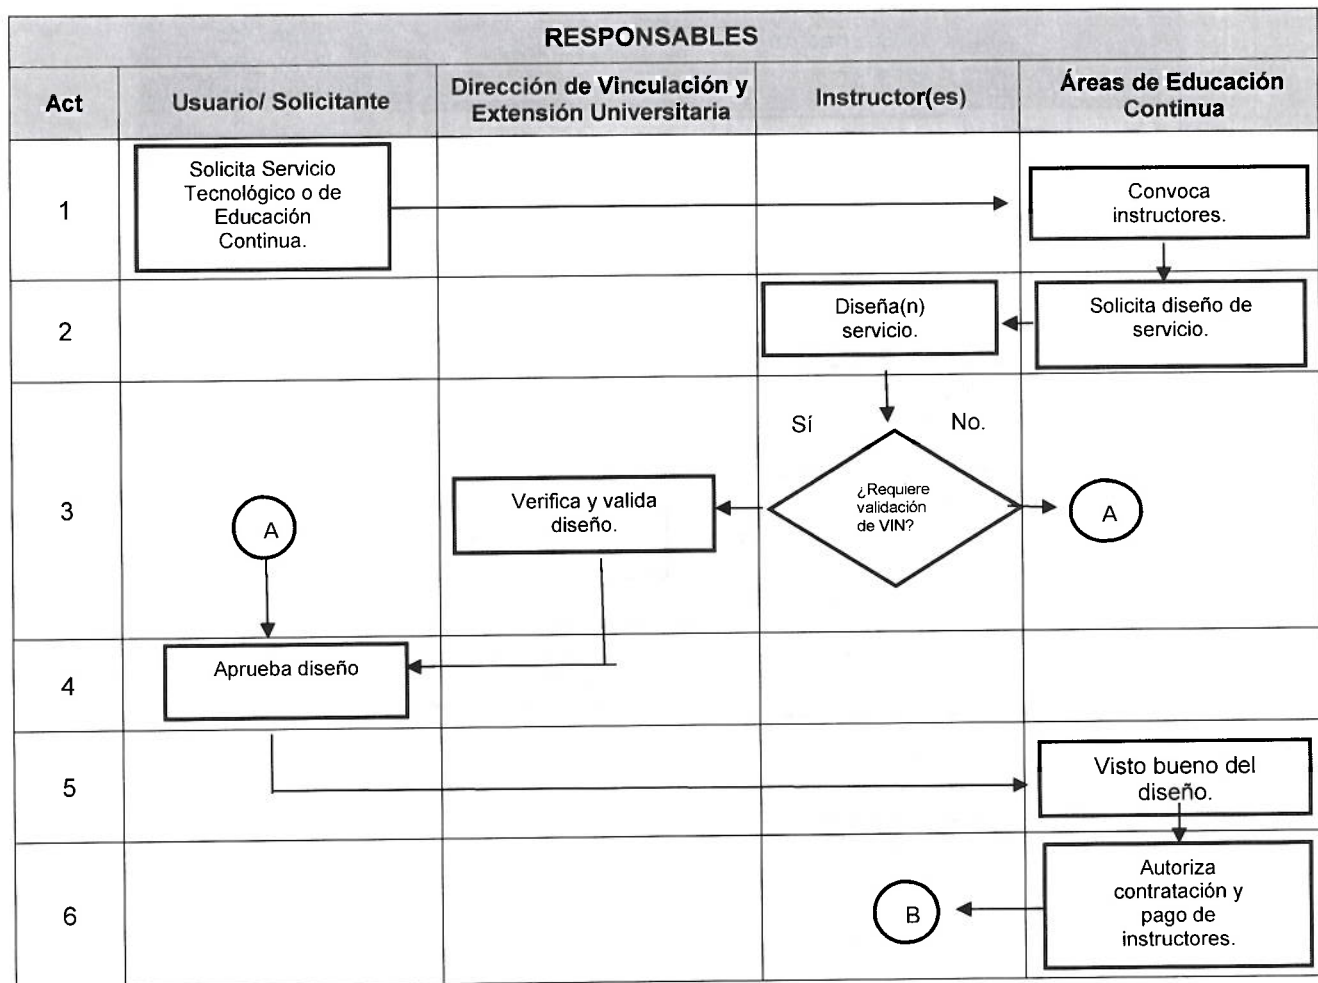 RESPONSABLES
Act
Usuario/ Solicitante
Dirección de Vinculación y
Extensión Universitaria
Instructor(es)
Áreas de Educación
Continua
1
Solicita Servicio
Tecnológico o de
Educación
Continua.
Convoca
instructores.
2
Diseña(n)
servicio.
Solicita diseño de
servicio.
3
A
Verifica y valida
diseño.
Sí
No.
¿Requiere
validación
de VIN?
A
4
Aprueba diseño
5
Visto bueno del
diseño.
6
B
Autoriza
contratación y
pago de
instructores.